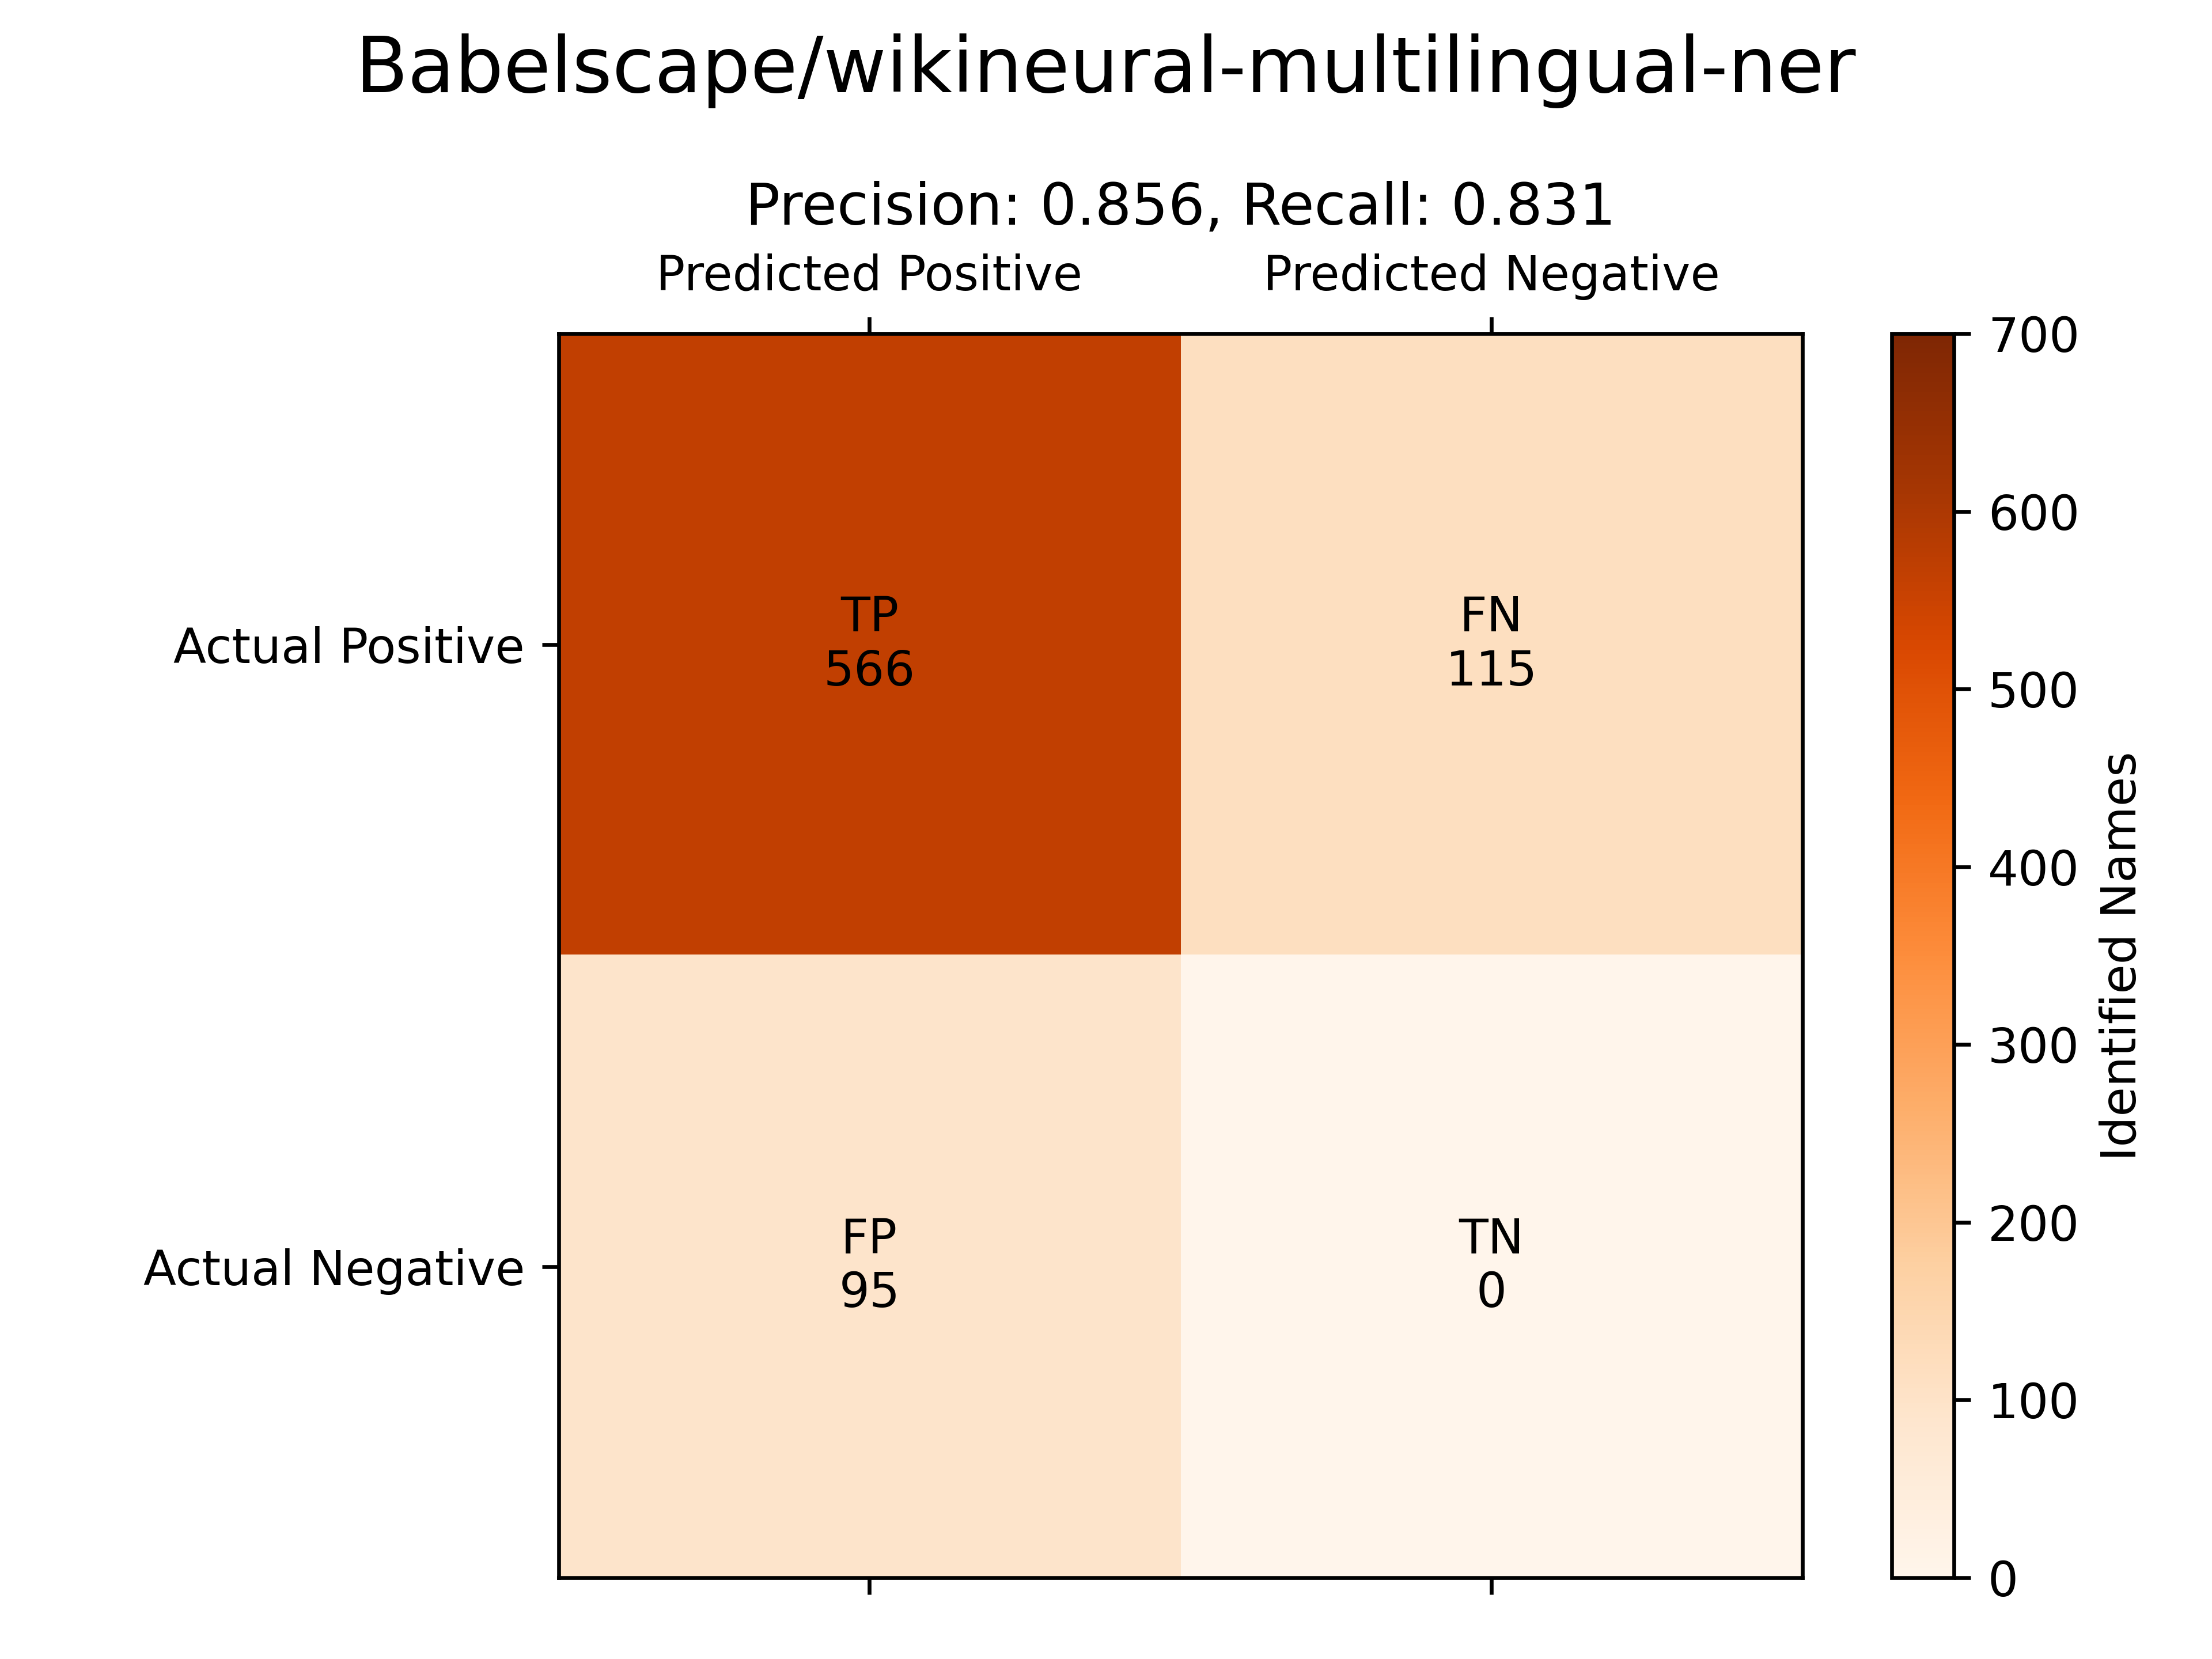 Babelscape/wikineural-multilingual-ner
Precision: 0.856, Recall: 0.831
Predicted Positive Predicted Negative
Actual Positive
TP
566
FN
115
Actual Negative
FP
95
TN
0
700
600
500
400
300
200
100
0
Identified Names